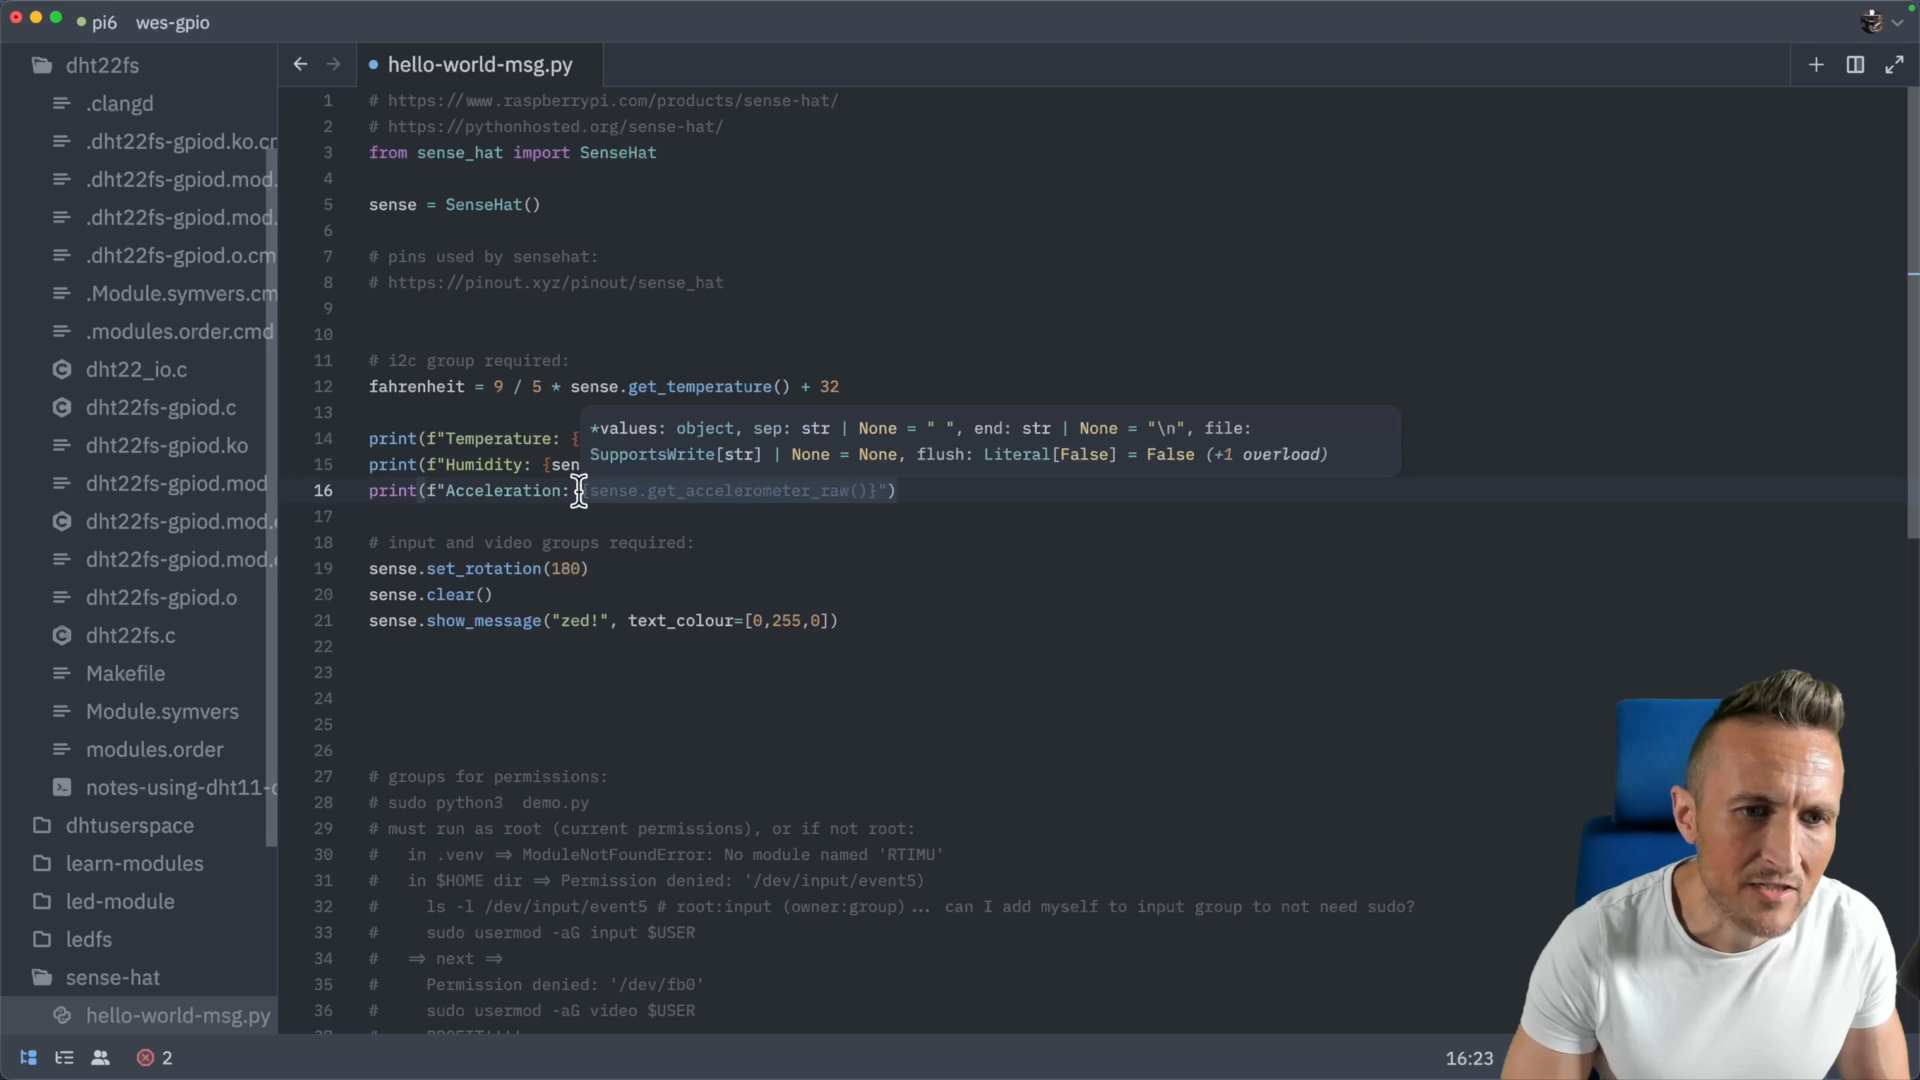 pi6 wes-gpio
dht22fs
.clangd
.dht22fs-gpiod.ko.cr
.dht22fs-gpiod.mod.
.dht22fs-gpiod.mod.
.dht22fs-gpiod.o.cm
.Module.symvers.cm
.modules.order.cmd
dht22_io.c
dht22fs-gpiod.c
dht22fs-gpiod.ko
dht22fs-gpiod.mod
dht22fs-gpiod.mod.
dht22fs-gpiod.mod.
dht22fs-gpiod.o
dht22fs.c
Makefile
Module.symvers
modules.order
notes-using-dht11-
dhtuserspace
learn-modules
led-module
ledfs
sense-hat
hello-world-msg.py
hello-world-msg.py
1 # https://www.raspberrypi.com/products/sense-hat/
2 # https://pythonhosted.org/sense-hat/
3 from sense_hat import SenseHat
4
5 sense = SenseHat()
6
7 # pins used by sensehat:
8 # https://pinout.xyz/pinout/sense_hat
9
10
11 # i2c group required:
12 fahrenheit = 9 / 5 * sense.get_temperature() + 32
13
14 print(f"Temperature: {
15 print(f"Humidity: {sen
*values: object, sep: str | None = " ", end: str | None = "\n", file:
SupportsWrite[str] | None = None, flush: Literal[False] = False (+1 overload)
16 print(f"Acceleration: {sense.get_accelerometer_raw()}")
17
18 # input and video groups required:
19 sense.set_rotation(180)
20 sense.clear()
21 sense.show_message("zed!", text_colour=[0,255,0])
22
23
24
25
26
27 # groups for permissions:
28 # sudo python3  demo.py
29 # must run as root (current permissions), or if not root:
30 #   in .venv => ModuleNotFoundError: No module named 'RTIMU'
31 #   in $HOME dir => Permission denied: '/dev/input/event5)
32 #     ls -l /dev/input/event5 # root:input (owner:group)... can I add myself to input group to not need sudo?
33 #     sudo usermod -aG input $USER
34 #   => next =>
35 #     Permission denied: '/dev/fb0'
36 #     sudo usermod -aG video $USER
2
16:23